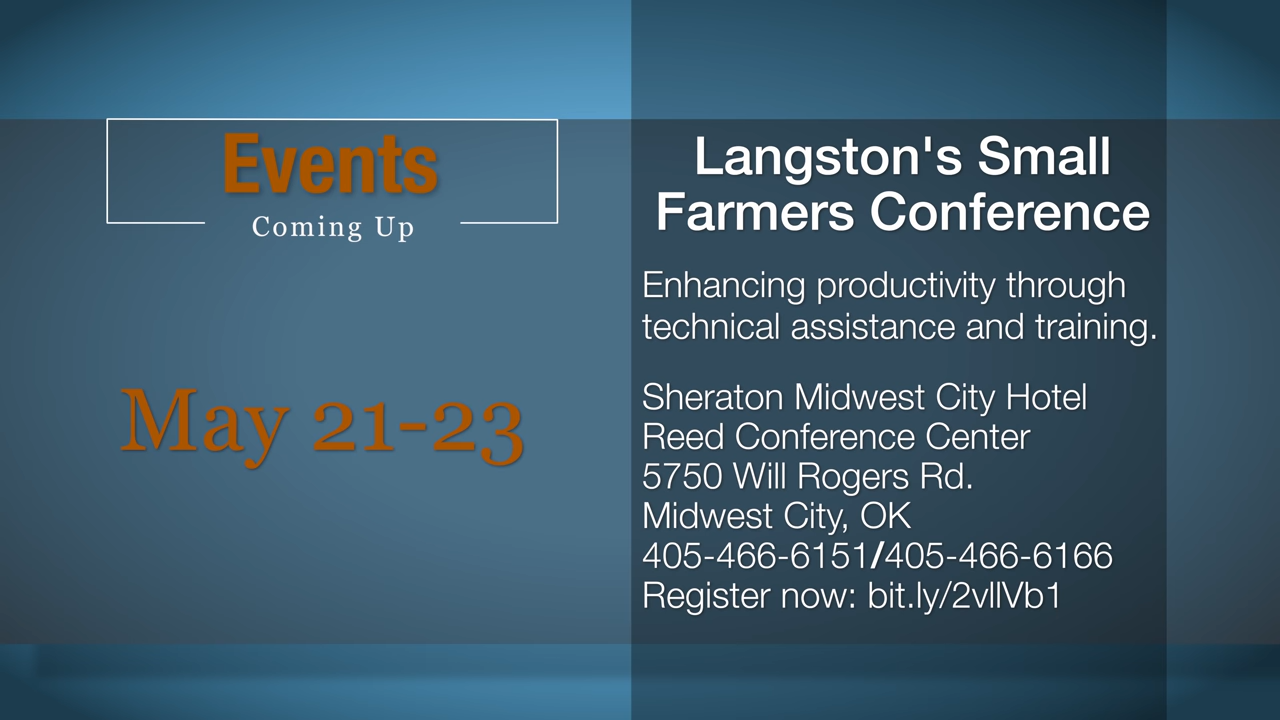 Events
Coming Up
May 21-23
Langston's Small
Farmers Conference
Enhancing productivity through
technical assistance and training.
Sheraton Midwest City Hotel
Reed Conference Center
5750 Will Rogers Rd.
Midwest City, OK
405-466-6151/405-466-6166
Register now: bit.ly/2vllVb1